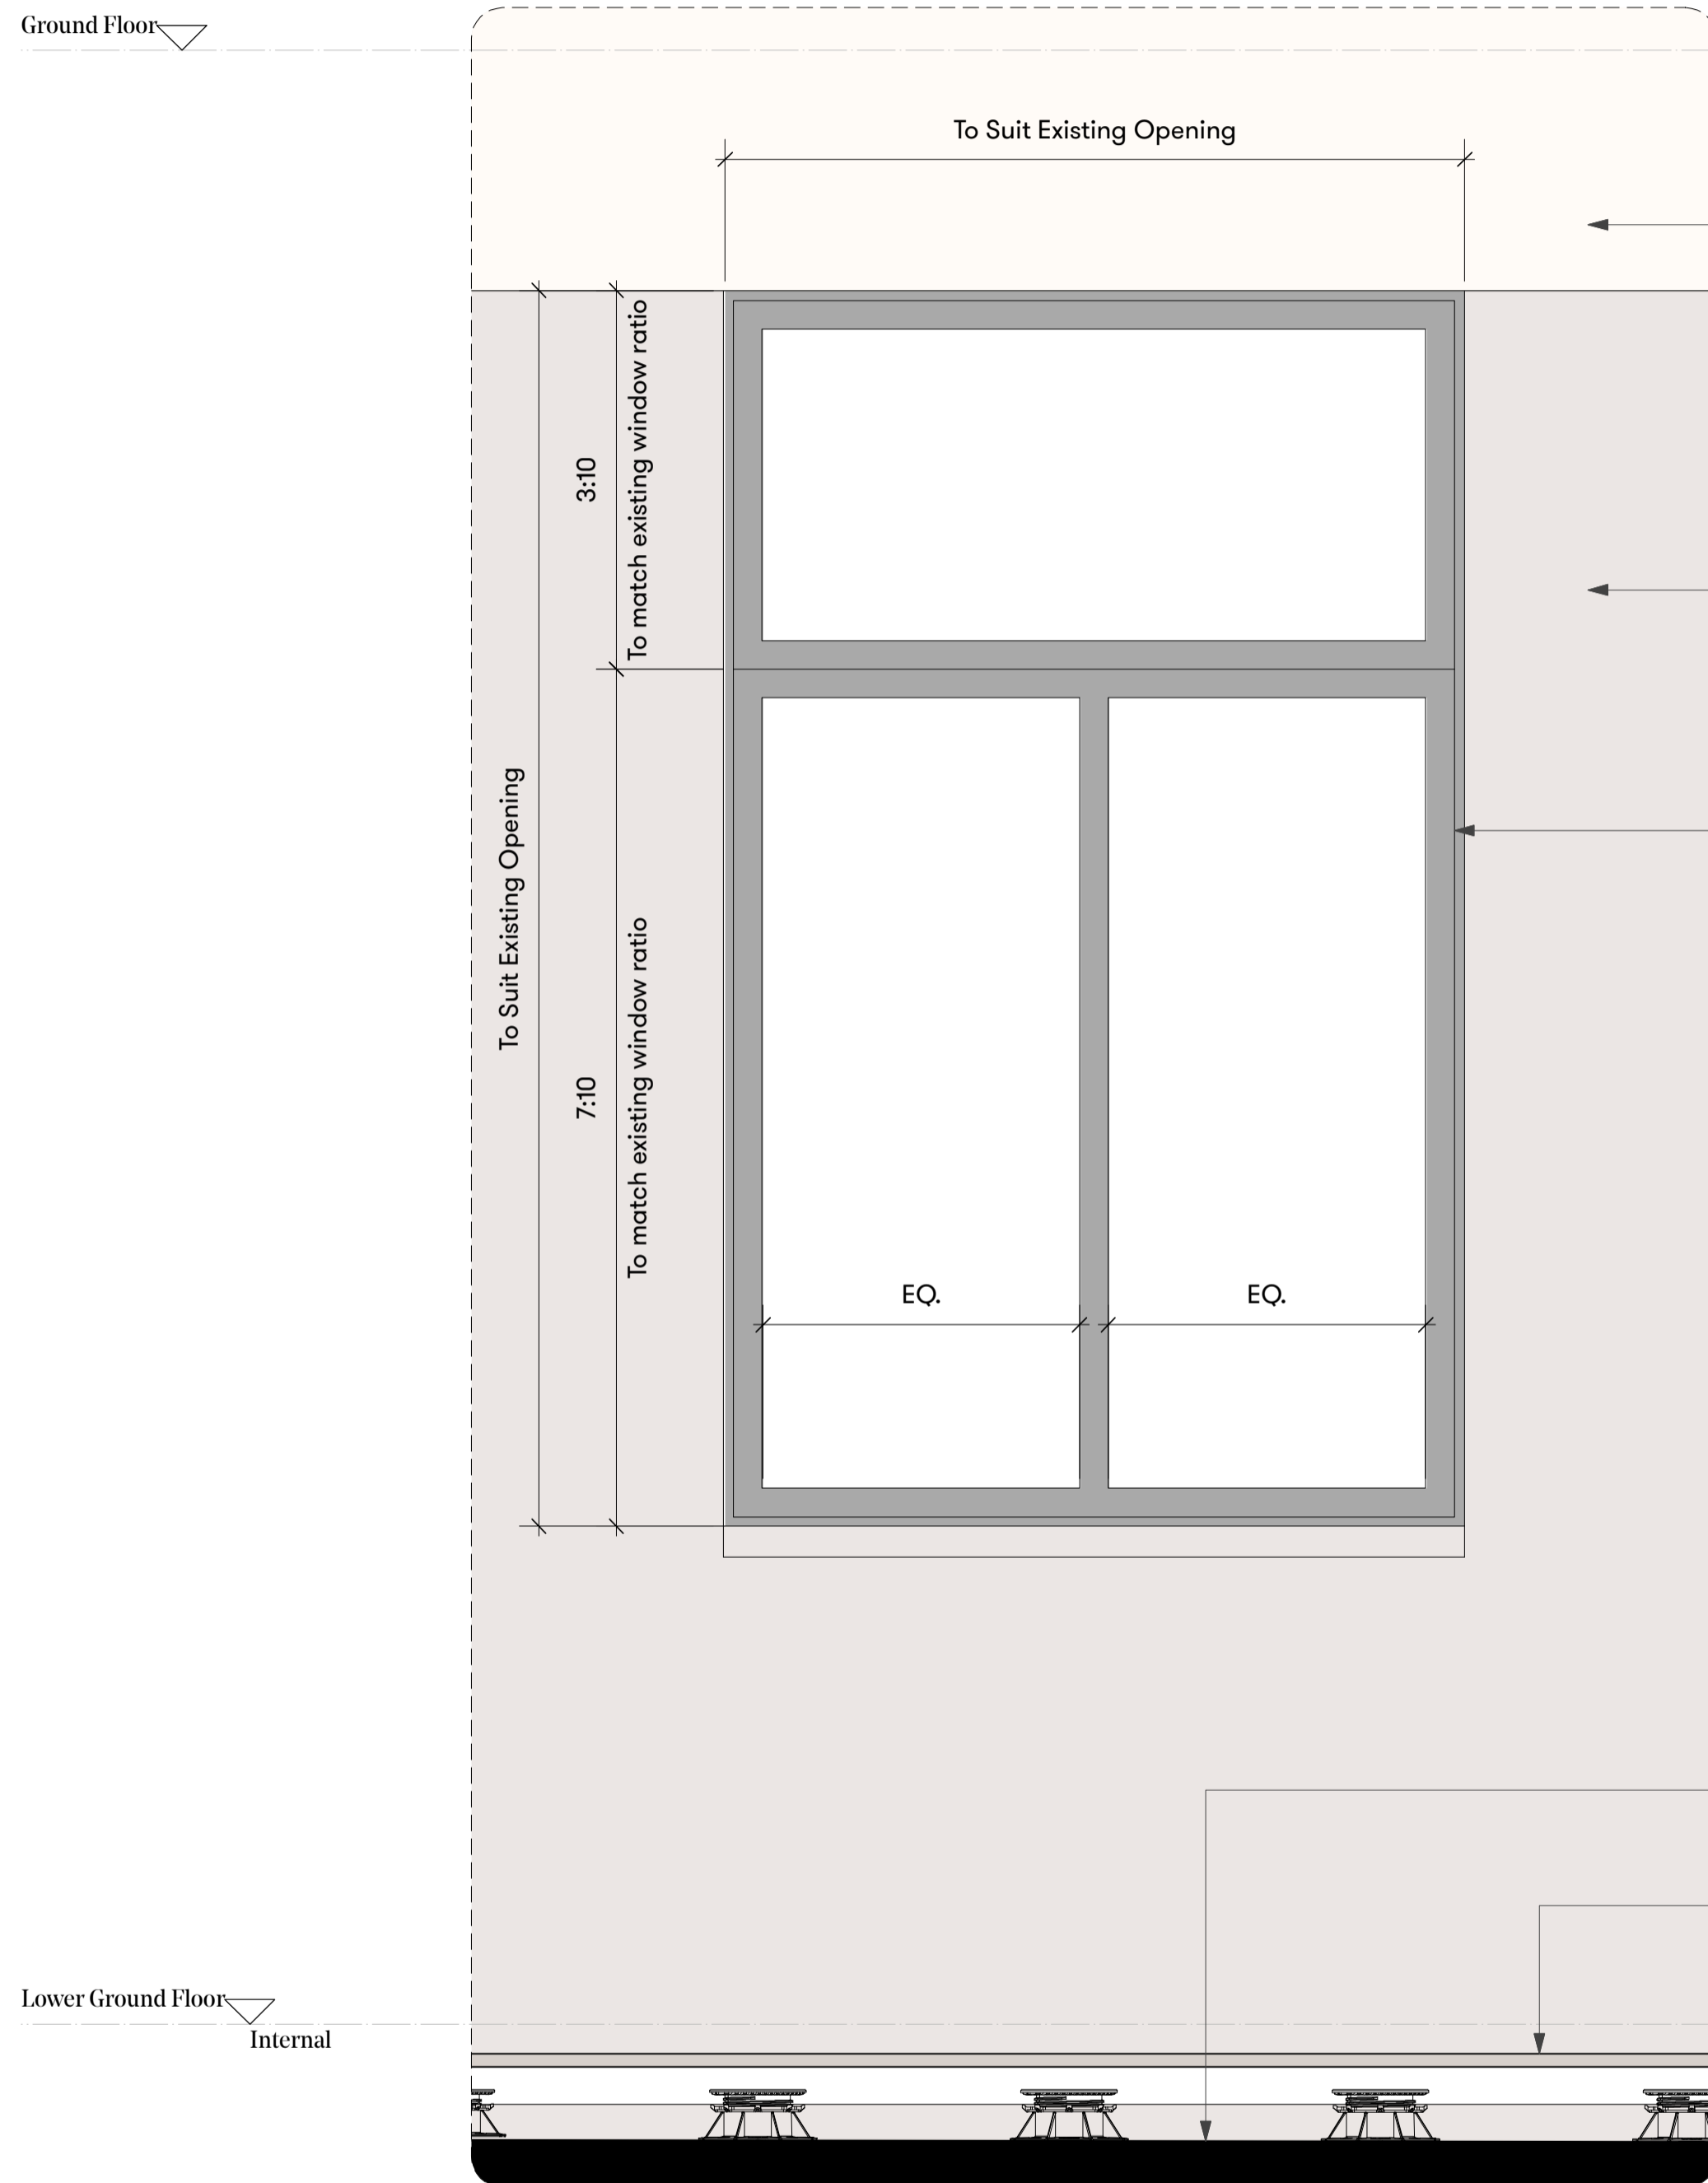 Ground Floor
To Suit Existing Opening
3:10
To match existing window ratio
To Suit Existing Opening
7:10
To match existing window ratio
EQ.
EQ.
Lower Ground Floor
Internal